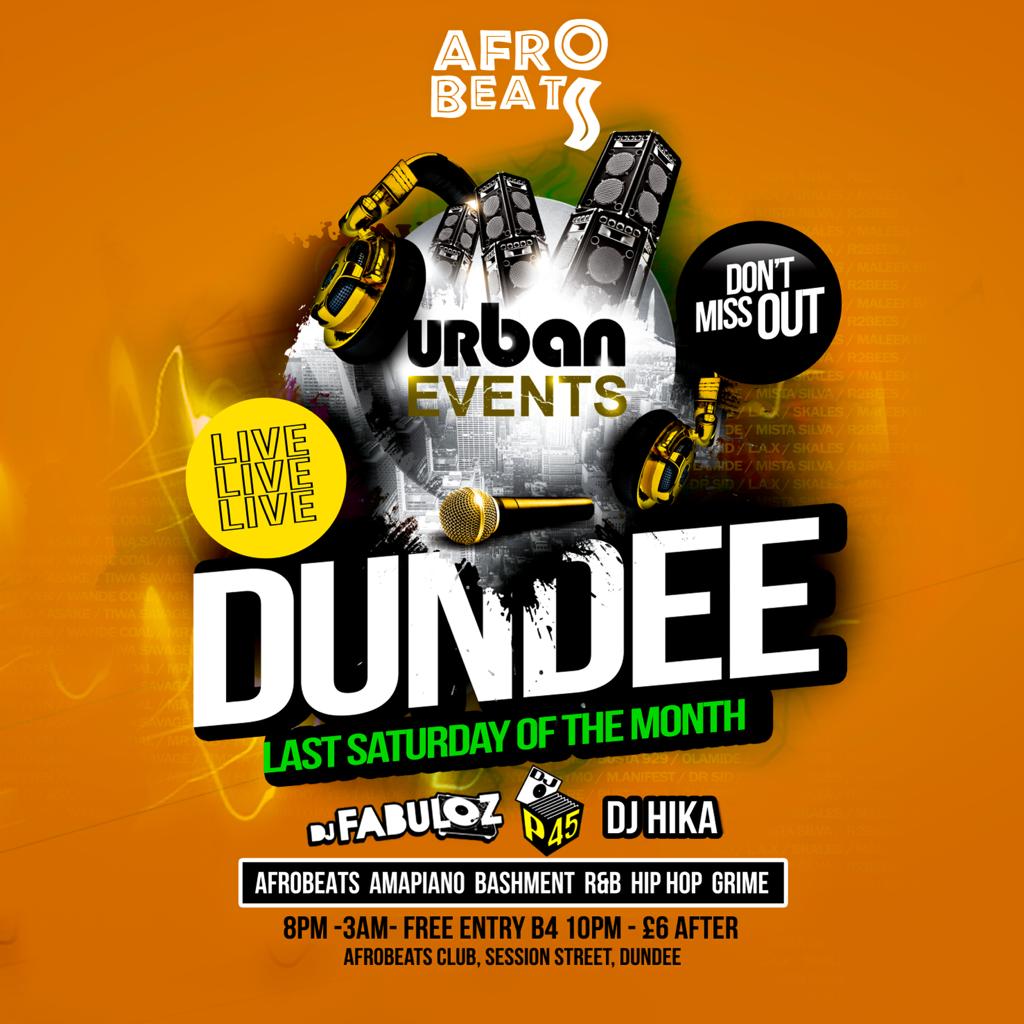 AFRO
BEATS
DON'T
MISS OUT
urban
EVENTS
LIVE
LIVE
LIVE
DUNDEE
LAST SATURDAY OF THE MONTH
DJ FABULOZ
DJ
P45
DJ HIKA
AFROBEATS AMAPIANO BASHMENT R&B HIP HOP GRIME
8PM -3AM- FREE ENTRY B4 10PM - £6 AFTER
AFROBEATS CLUB, SESSION STREET, DUNDEE